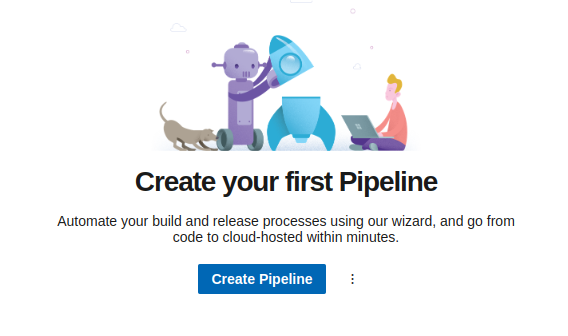 Create your first Pipeline
Automate your build and release processes using our wizard, and go from
code to cloud-hosted within minutes.
Create Pipeline